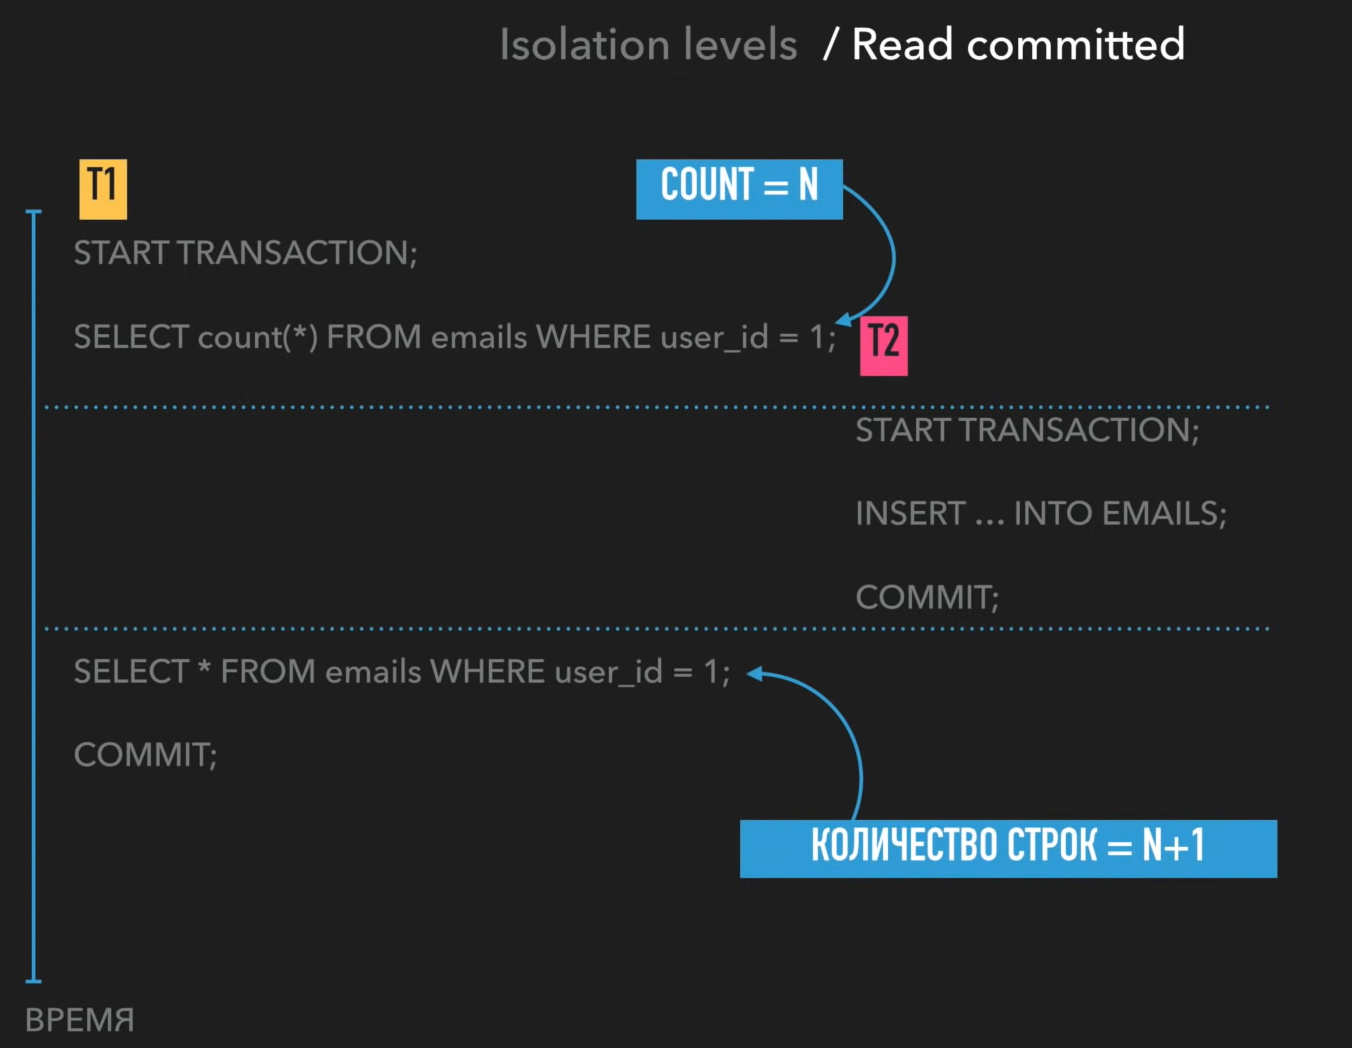 Isolation levels / Read committed
T1
COUNT = N
START TRANSACTION;
SELECT count(*) FROM emails WHERE user_id = 1;
T2
START TRANSACTION;
INSERT ... INTO EMAILS;
COMMIT;
SELECT * FROM emails WHERE user_id = 1;
COMMIT;
КОЛИЧЕСТВО СТРОК = N+1
ВРЕМЯ